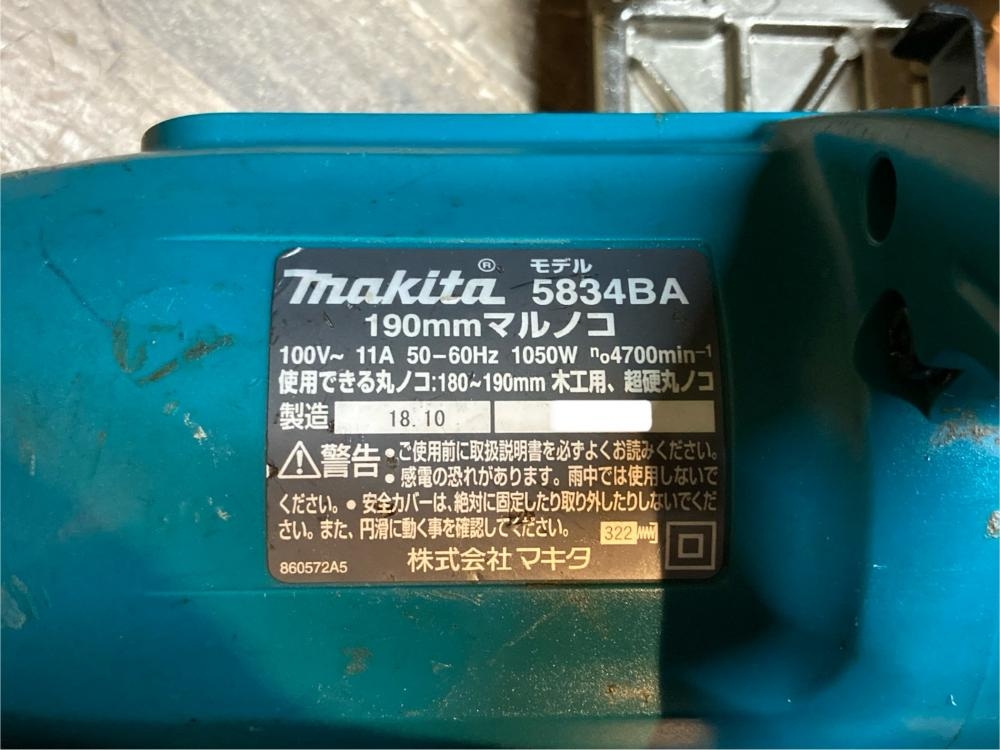 makita® モデル 5834BA
190mmマルノコ
100V~ 11A 50-60Hz 1050W n₀4700min⁻¹
使用できる丸ノコ:180~190mm 木工用、超硬丸ノコ
製造 18.10
⚠警告 ●ご使用前に取扱説明書を必ずよくお読みください。
●感電の恐れがあります。雨中では使用しないで
ください。●安全カバーは、絶対に固定したり取り外したりしないでくだ
さい。また、円滑に動く事を確認してください。
322
860572A5 株式会社マキタ